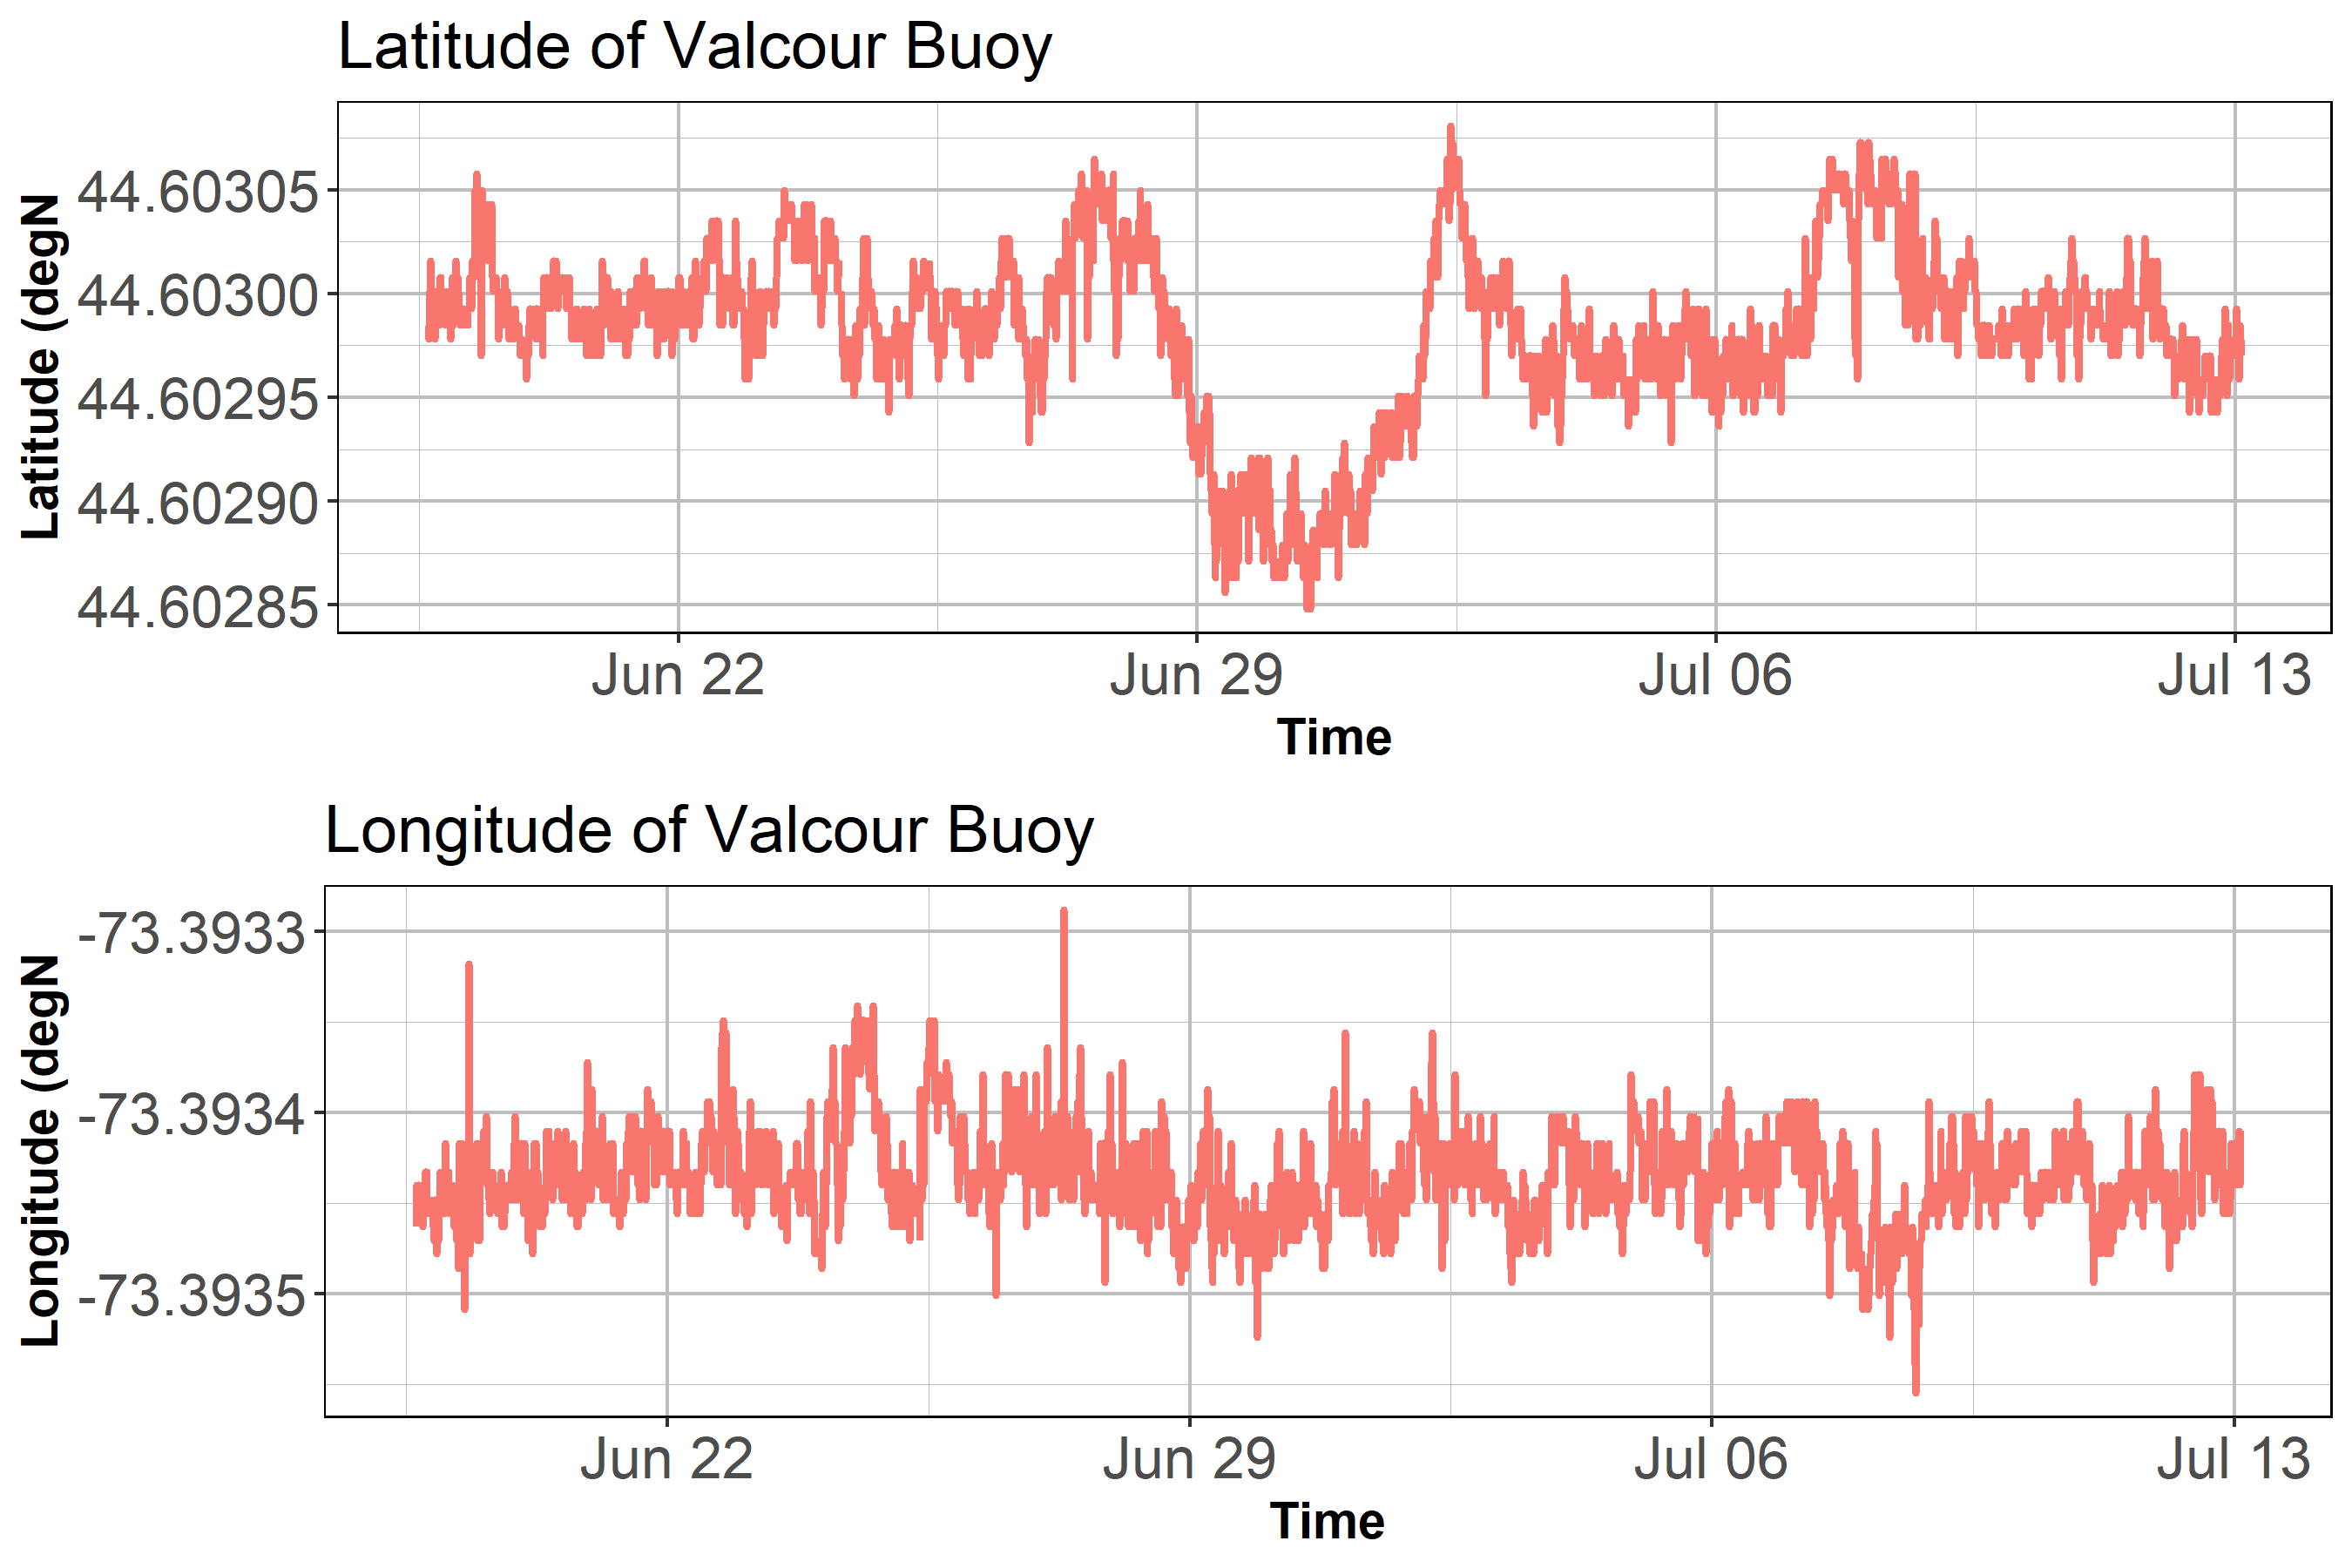 Latitude of Valcour Buoy
Latitude (degN
44.60305
44.60300
44.60295
44.60290
44.60285
Jun 22 Jun 29 Jul 06 Jul 13
Time
Longitude of Valcour Buoy
Longitude (degN
-73.3933
-73.3934
-73.3935
Jun 22 Jun 29 Jul 06 Jul 13
Time